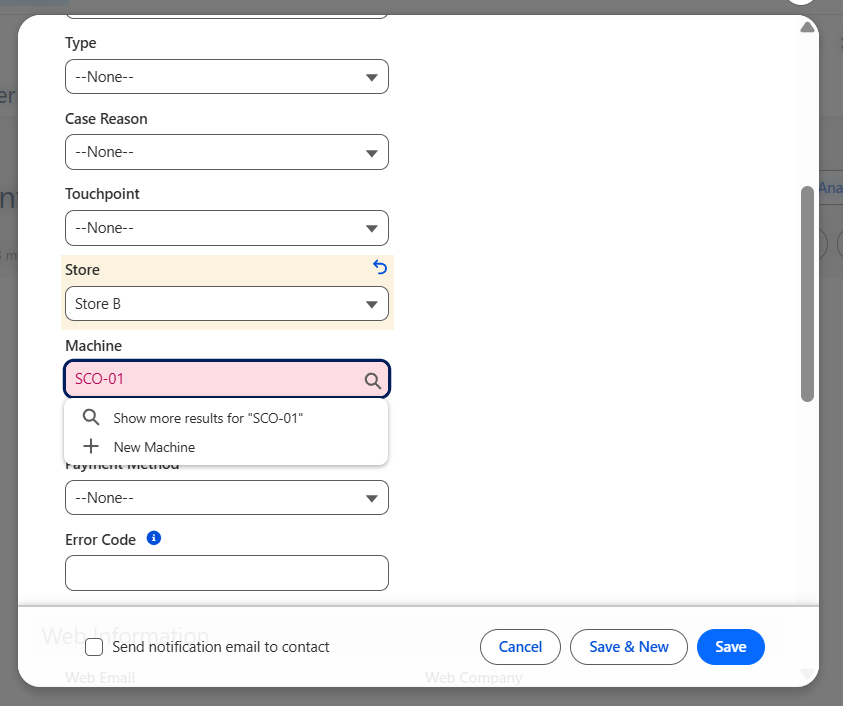 Type
--None--
Case Reason
--None--
Touchpoint
--None--
Store
Store B
Machine
SCO-01
Show more results for "SCO-01"
New Machine
Payment Method
--None--
Error Code
Web Information
Send notification email to contact
Cancel
Save & New
Save
Web Email
Web Company